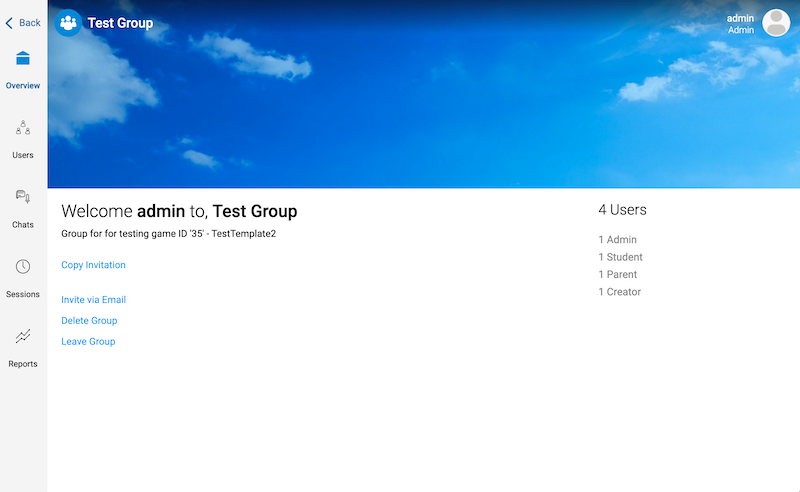 Back
Test Group
admin
Admin
Overview
Users
Chats
Sessions
Reports
Welcome admin to, Test Group
Group for for testing game ID '35' - TestTemplate2
Copy Invitation
Invite via Email
Delete Group
Leave Group
4 Users
1 Admin
1 Student
1 Parent
1 Creator